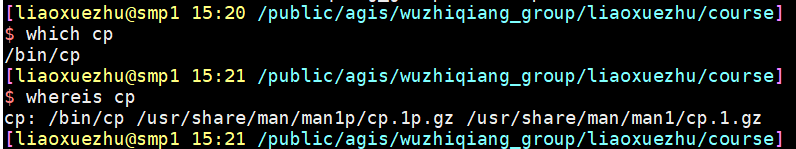 [liaoxuezhu@smp1 15:20 /public/agis/wuzhiqiang_group/liaoxuezhu/course]
$ which cp
/bin/cp
[liaoxuezhu@smp1 15:21 /public/agis/wuzhiqiang_group/liaoxuezhu/course]
$ whereis cp
cp: /bin/cp /usr/share/man/man1p/cp.1p.gz /usr/share/man/man1/cp.1.gz
[liaoxuezhu@smp1 15:21 /public/agis/wuzhiqiang_group/liaoxuezhu/course]